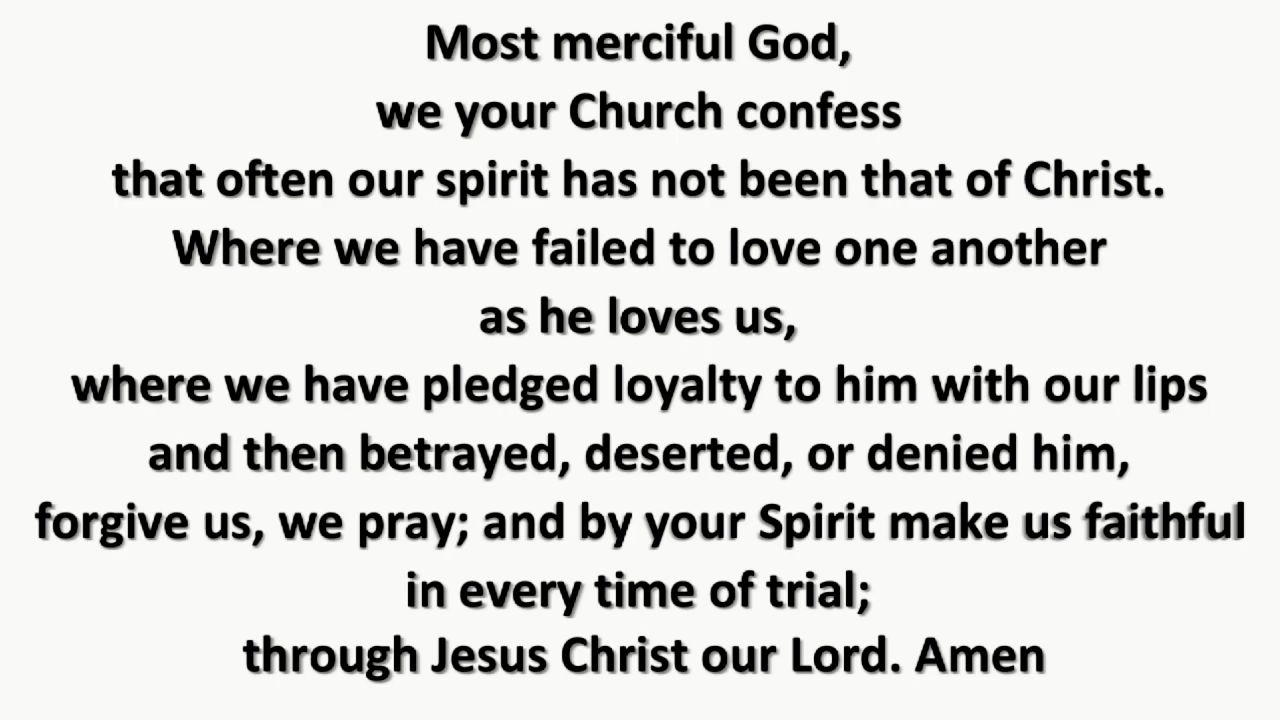 Most merciful God,
we your Church confess
that often our spirit has not been that of Christ.
Where we have failed to love one another
as he loves us,
where we have pledged loyalty to him with our lips
and then betrayed, deserted, or denied him,
forgive us, we pray; and by your Spirit make us faithful
in every time of trial;
through Jesus Christ our Lord. Amen